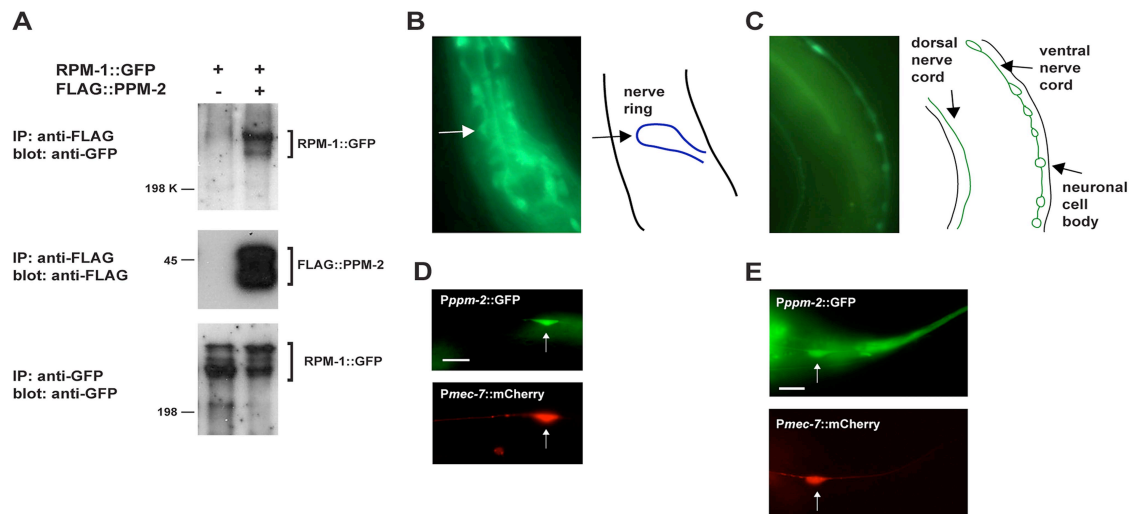 A
RPM-1::GFP + +
FLAG::PPM-2 - +
IP: anti-FLAG
blot: anti-GFP
RPM-1::GFP
198 K
IP: anti-FLAG
blot: anti-FLAG
45
FLAG::PPM-2
IP: anti-GFP
blot: anti-GFP
RPM-1::GFP
198
B
nerve
ring
C
dorsal
nerve
cord
ventral
nerve
cord
neuronal
cell
body
D
Pppm-2::GFP
Pmec-7::mCherry
E
Pppm-2::GFP
Pmec-7::mCherry